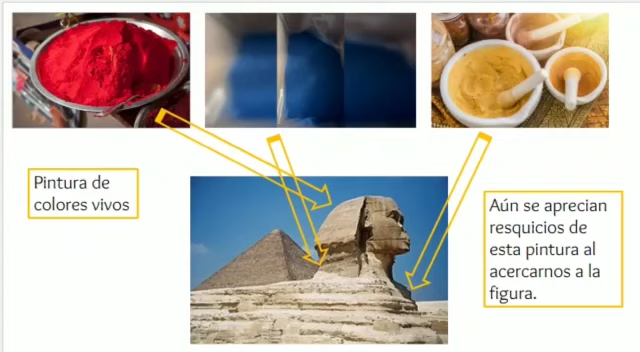 Pintura de
colores vivos
Aún se aprecian
resquicios de
esta pintura al
acercarnos a la
figura.